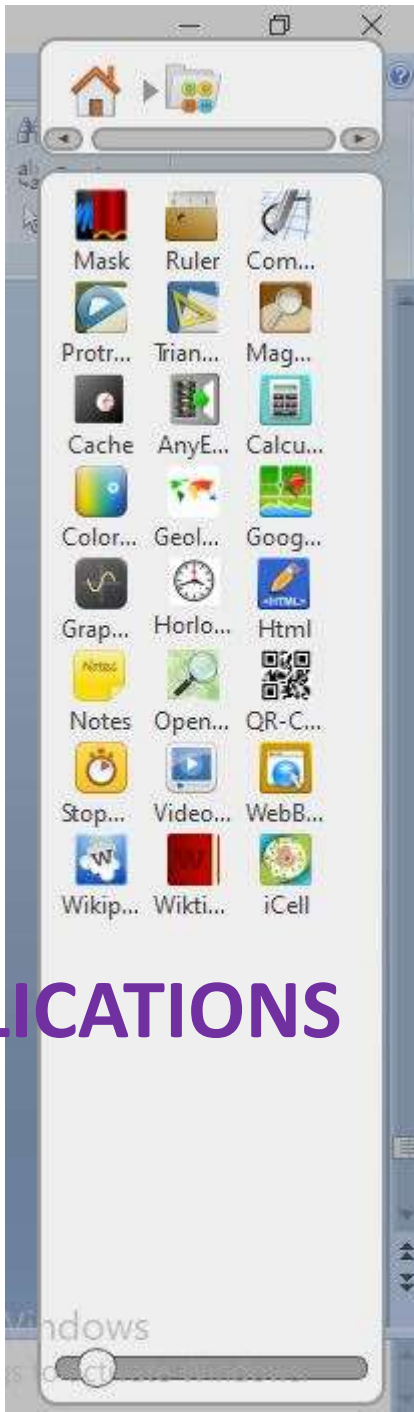 Mask Ruler Com...
Protr... Trian... Mag...
Cache AnyE... Calcu...
Color... Geol... Goog...
Grap... Horlo... Html
Notes Open... QR-C...
Stop... Video... WebB...
Wikip... Wikti... iCell
LICATIONS
Windows